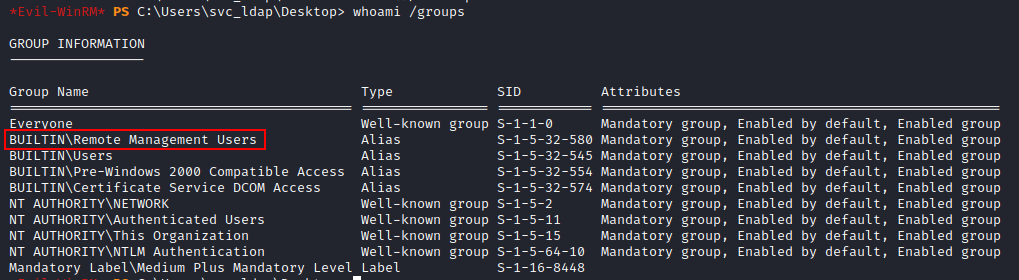 *Evil-WinRM* PS C:\Users\svc_ldap\Desktop> whoami /groups
GROUP INFORMATION
-----------------
Group Name Type SID Attributes
=========================================== ================ ============ ==================================================
Everyone Well-known group S-1-1-0 Mandatory group, Enabled by default, Enabled group
BUILTIN\Remote Management Users Alias S-1-5-32-580 Mandatory group, Enabled by default, Enabled group
BUILTIN\Users Alias S-1-5-32-545 Mandatory group, Enabled by default, Enabled group
BUILTIN\Pre-Windows 2000 Compatible Access Alias S-1-5-32-554 Mandatory group, Enabled by default, Enabled group
BUILTIN\Certificate Service DCOM Access Alias S-1-5-32-574 Mandatory group, Enabled by default, Enabled group
NT AUTHORITY\NETWORK Well-known group S-1-5-2 Mandatory group, Enabled by default, Enabled group
NT AUTHORITY\Authenticated Users Well-known group S-1-5-11 Mandatory group, Enabled by default, Enabled group
NT AUTHORITY\This Organization Well-known group S-1-5-15 Mandatory group, Enabled by default, Enabled group
NT AUTHORITY\NTLM Authentication Well-known group S-1-5-64-10 Mandatory group, Enabled by default, Enabled group
Mandatory Label\Medium Plus Mandatory Level Label S-1-16-8448